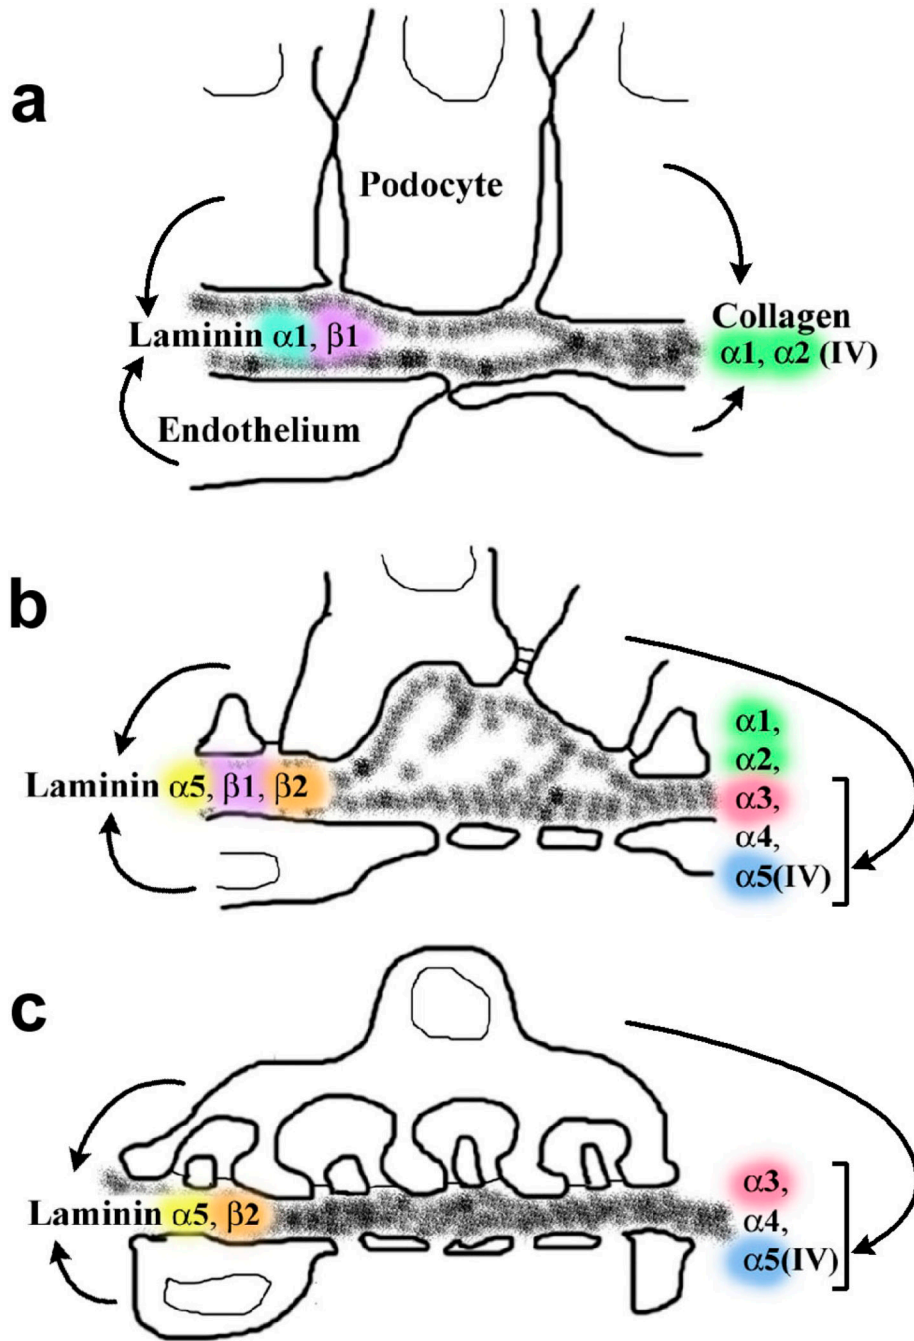 a
Podocyte
Laminin α1, β1
Collagen
α1, α2 (IV)
Endothelium
b
Laminin α5, β1, β2
α1,
α2,
α3,
α4,
α5(IV)
c
Laminin α5, β2
α3,
α4,
α5(IV)